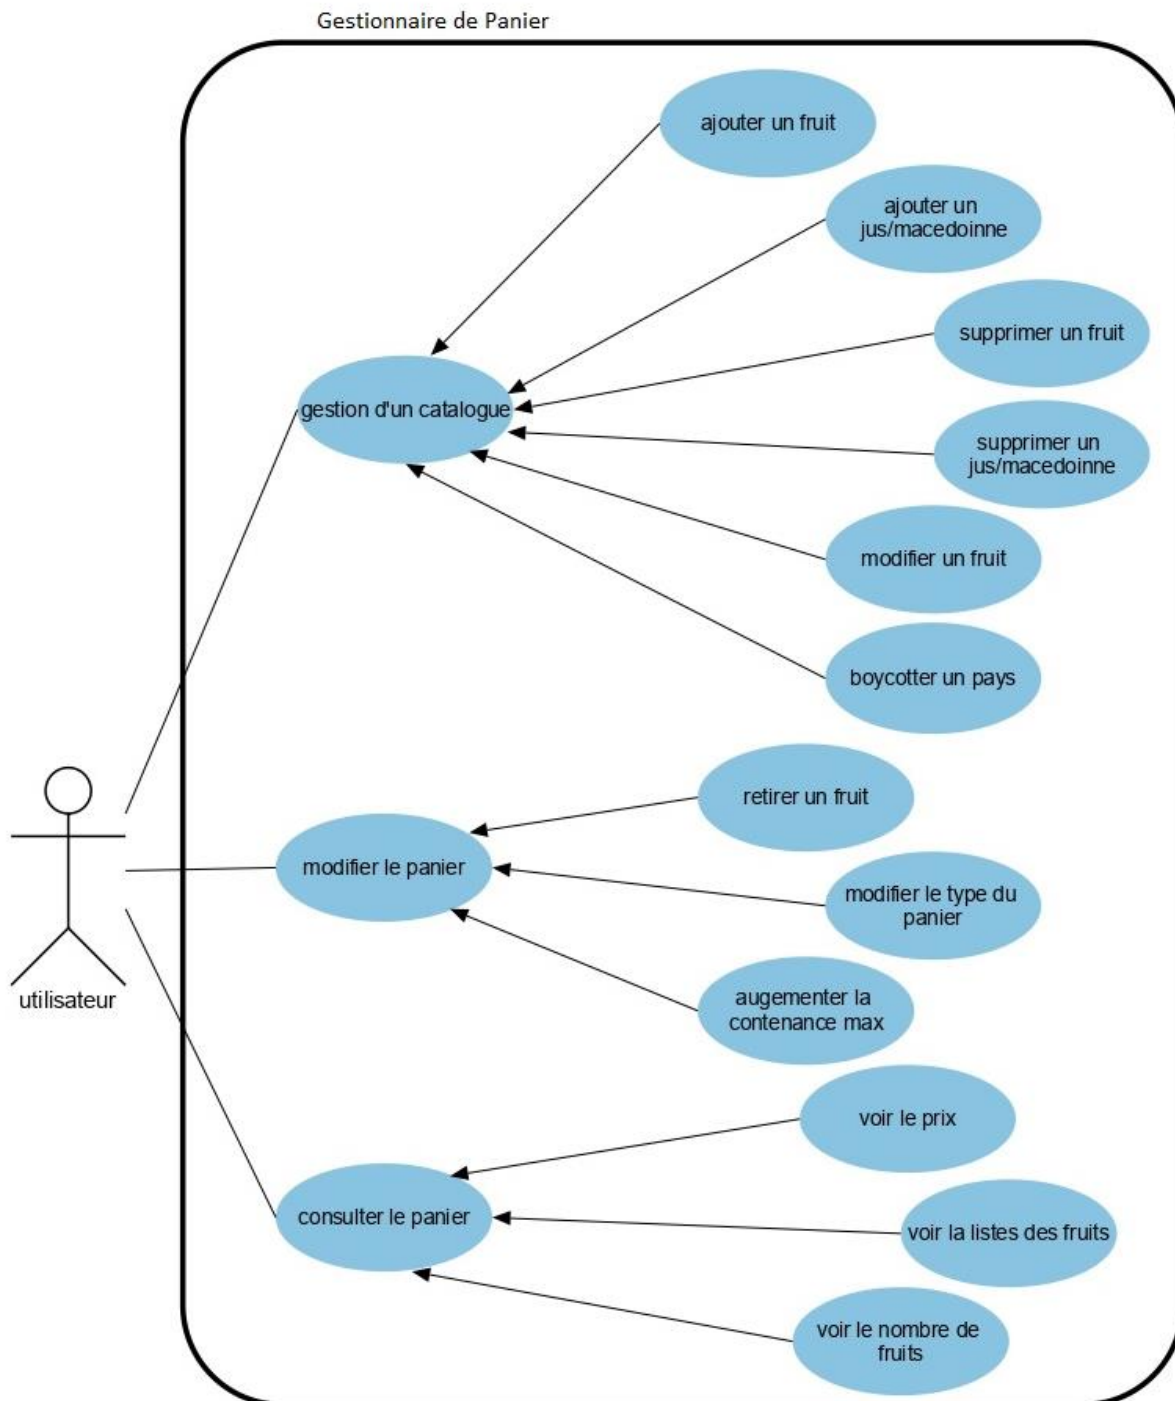 Gestionnaire de Panier
ajouter un fruit
ajouter un
jus/macedoinne
supprimer un fruit
gestion d'un catalogue
supprimer un
jus/macedoinne
modifier un fruit
boycotter un pays
retirer un fruit
modifier le panier
modifier le type du
panier
utilisateur
augementer la
contenance max
voir le prix
consulter le panier
voir la listes des fruits
voir le nombre de
fruits